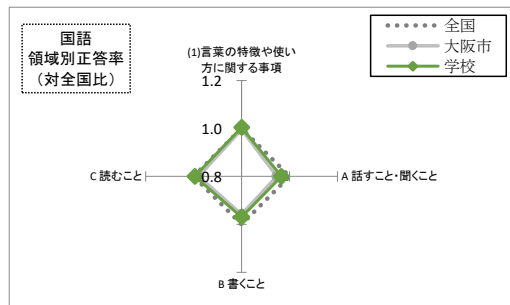 国語
領域別正答率
（対全国比）
全国
大阪市
学校
(1)言葉の特徴や使い
方に関する事項
1.2
1.0
0.8
C 読むこと
A 話すこと・聞くこと
B 書くこと